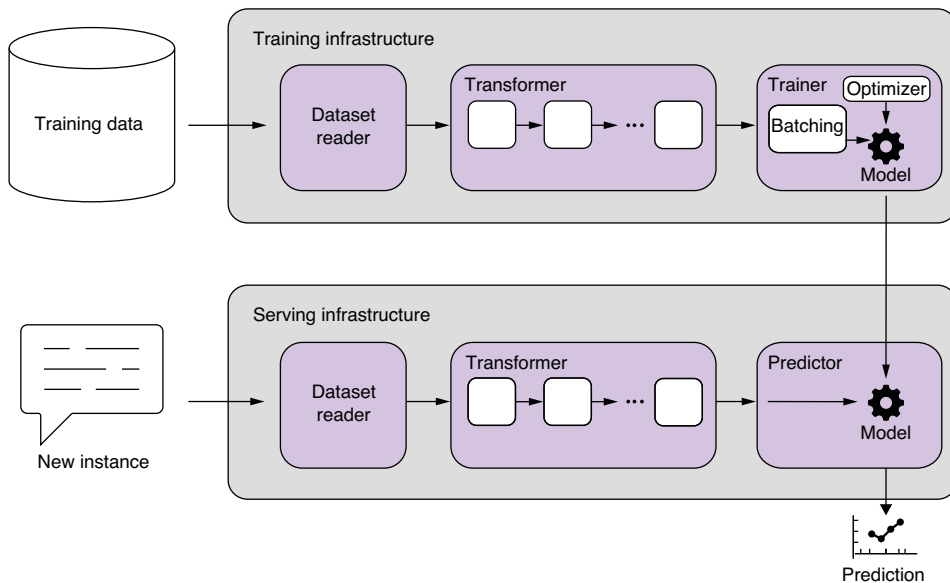 Training infrastructure
Training data
Dataset
reader
Transformer
...
Trainer
Optimizer
Batching
Model
Serving infrastructure
New instance
Dataset
reader
Transformer
...
Predictor
Model
Prediction